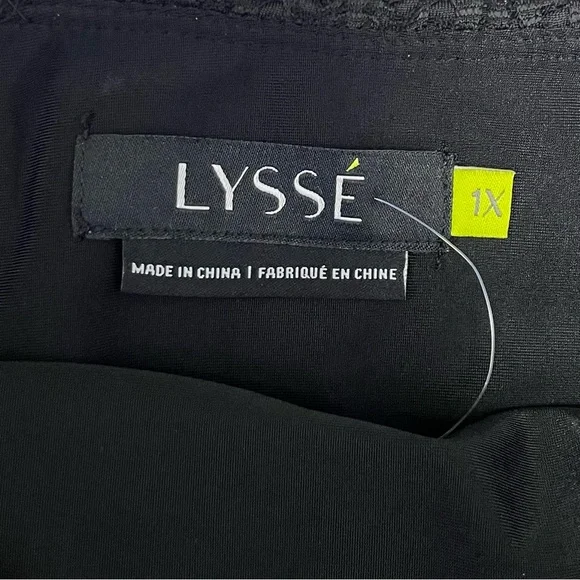 LYSSÉ
1X
MADE IN CHINA | FABRIQUÉ EN CHINE